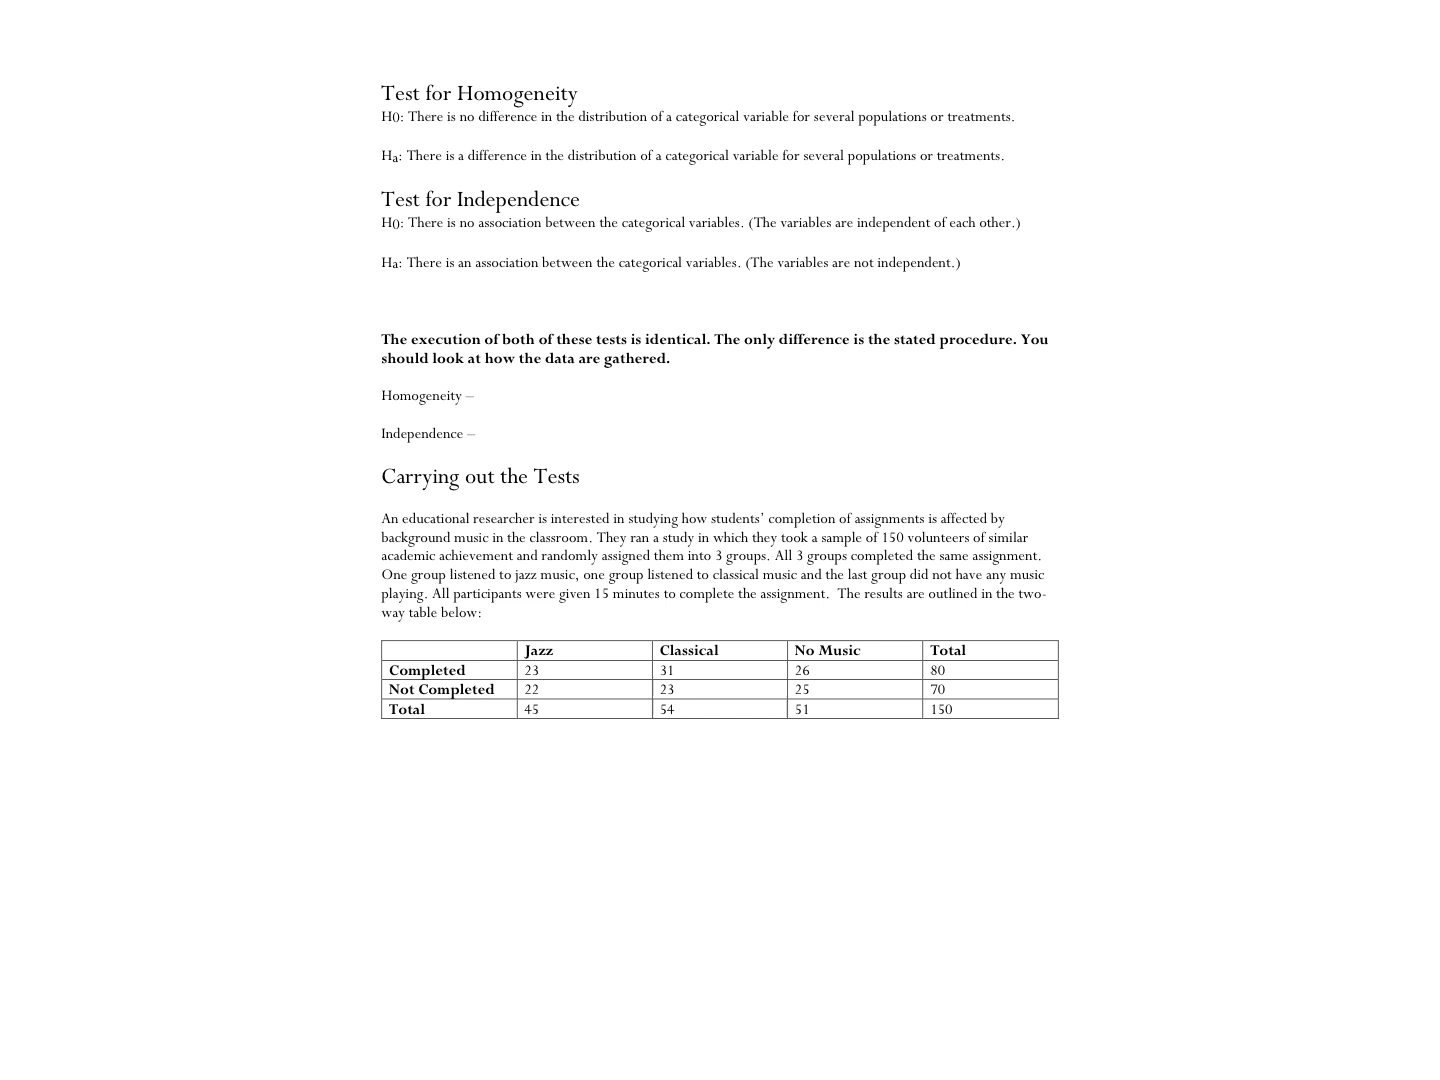 Test for Homogeneity
H0: There is no difference in the distribution of a categorical variable for several populations or treatments.
Ha: There is a difference in the distribution of a categorical variable for several populations or treatments.
Test for Independence
H0: There is no association between the categorical variables. (The variables are independent of each other.)
Ha: There is an association between the categorical variables. (The variables are not independent.)
The execution of both of these tests is identical. The only difference is the stated procedure. You
should look at how the data are gathered.
Homogeneity –
Independence –
Carrying out the Tests
An educational researcher is interested in studying how students’ completion of assignments is affected by
background music in the classroom. They ran a study in which they took a sample of 150 volunteers of similar
academic achievement and randomly assigned them into 3 groups. All 3 groups completed the same assignment.
One group listened to jazz music, one group listened to classical music and the last group did not have any music
playing. All participants were given 15 minutes to complete the assignment.  The results are outlined in the two-
way table below:
Jazz Classical No Music Total
Completed 23 31 26 80
Not Completed 22 23 25 70
Total 45 54 51 150